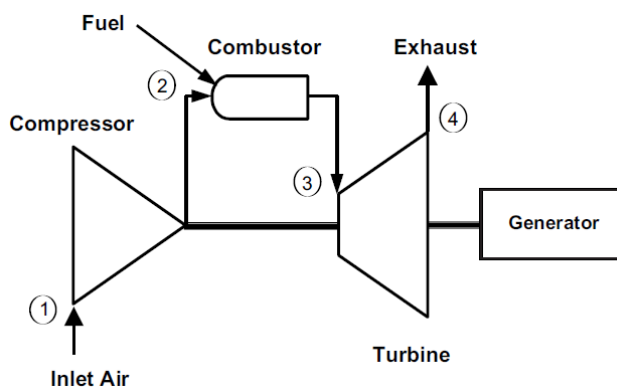 Fuel
Combustor
Exhaust
2
4
Compressor
3
Generator
1
Turbine
Inlet Air